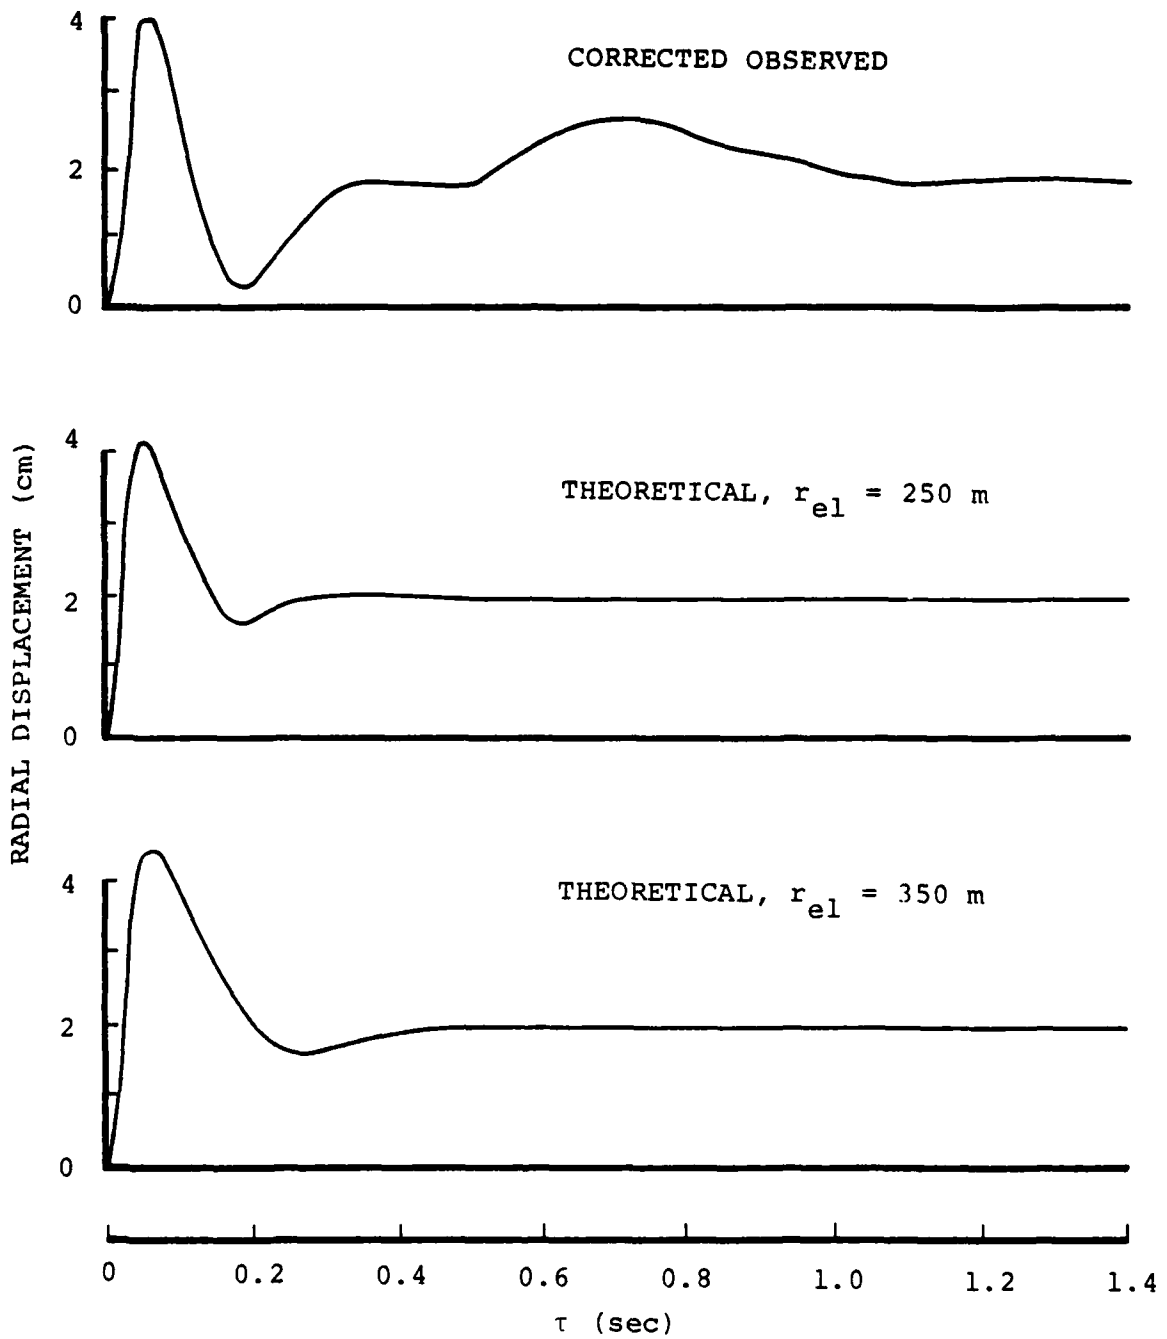 4
CORRECTED OBSERVED
2
0
RADIAL DISPLACEMENT (cm)
4
THEORETICAL, r_el = 250 m
2
0
4
THEORETICAL, r_el = 350 m
2
0
0 0.2 0.4 0.6 0.8 1.0 1.2 1.4
τ (sec)